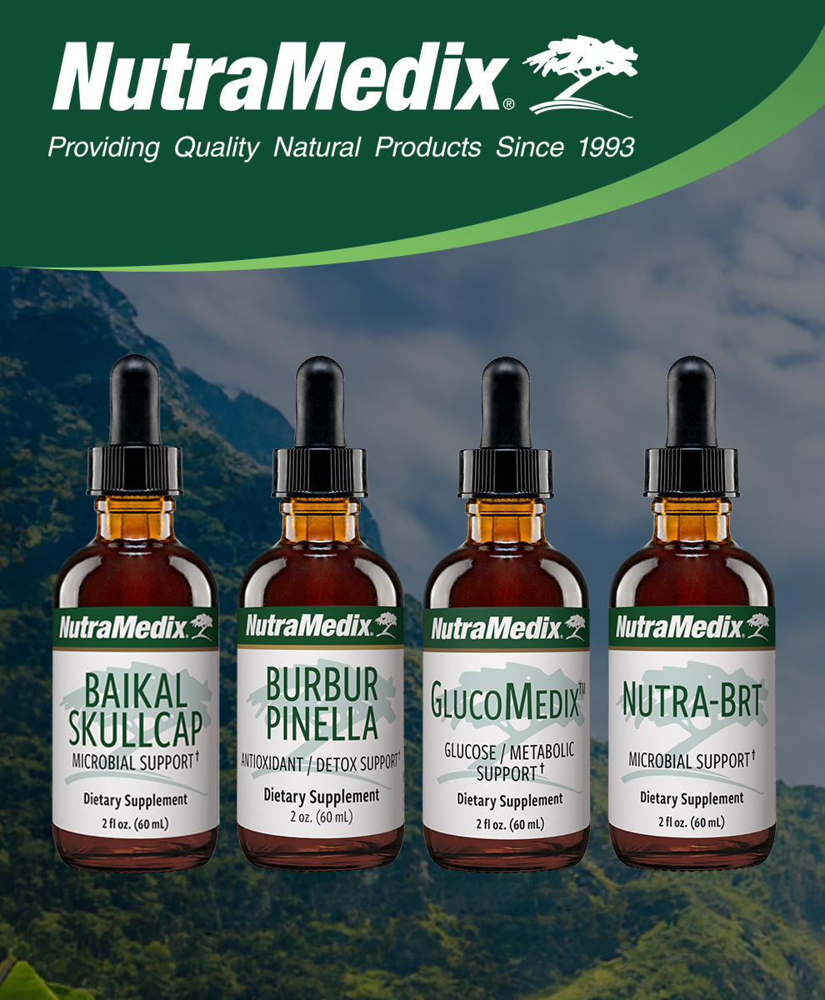 NutraMedix®
Providing Quality Natural Products Since 1993
NutraMedix®
BAIKAL
SKULLCAP
MICROBIAL SUPPORT†
Dietary Supplement
2 fl oz. (60 mL)
NutraMedix®
BURBUR
PINELLA
ANTIOXIDANT / DETOX SUPPORT†
Dietary Supplement
2 oz. (60 mL)
NutraMedix®
GLUCOMEDIX™
GLUCOSE / METABOLIC
SUPPORT†
Dietary Supplement
2 fl oz. (60 mL)
NutraMedix®
NUTRA-BRT
MICROBIAL SUPPORT†
Dietary Supplement
2 fl oz. (60 mL)